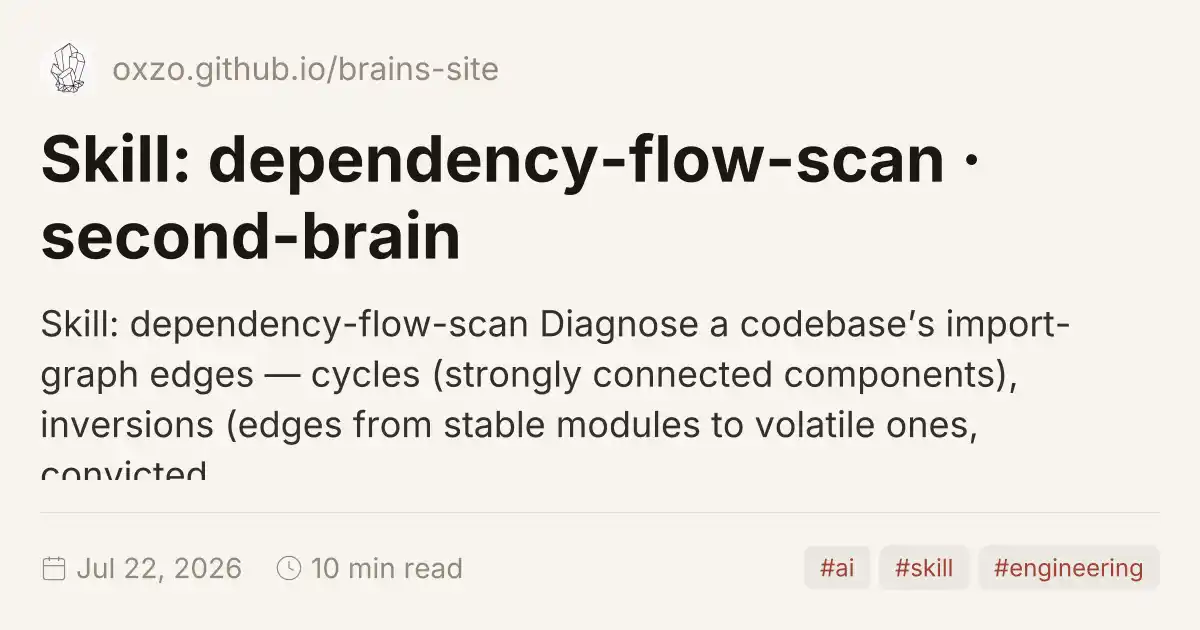 oxzo.github.io/brains-site
Skill: dependency-flow-scan ·
second-brain
Skill: dependency-flow-scan Diagnose a codebase’s import-
graph edges — cycles (strongly connected components),
inversions (edges from stable modules to volatile ones,
convicted
Jul 22, 2026
10 min read
#ai
#skill
#engineering